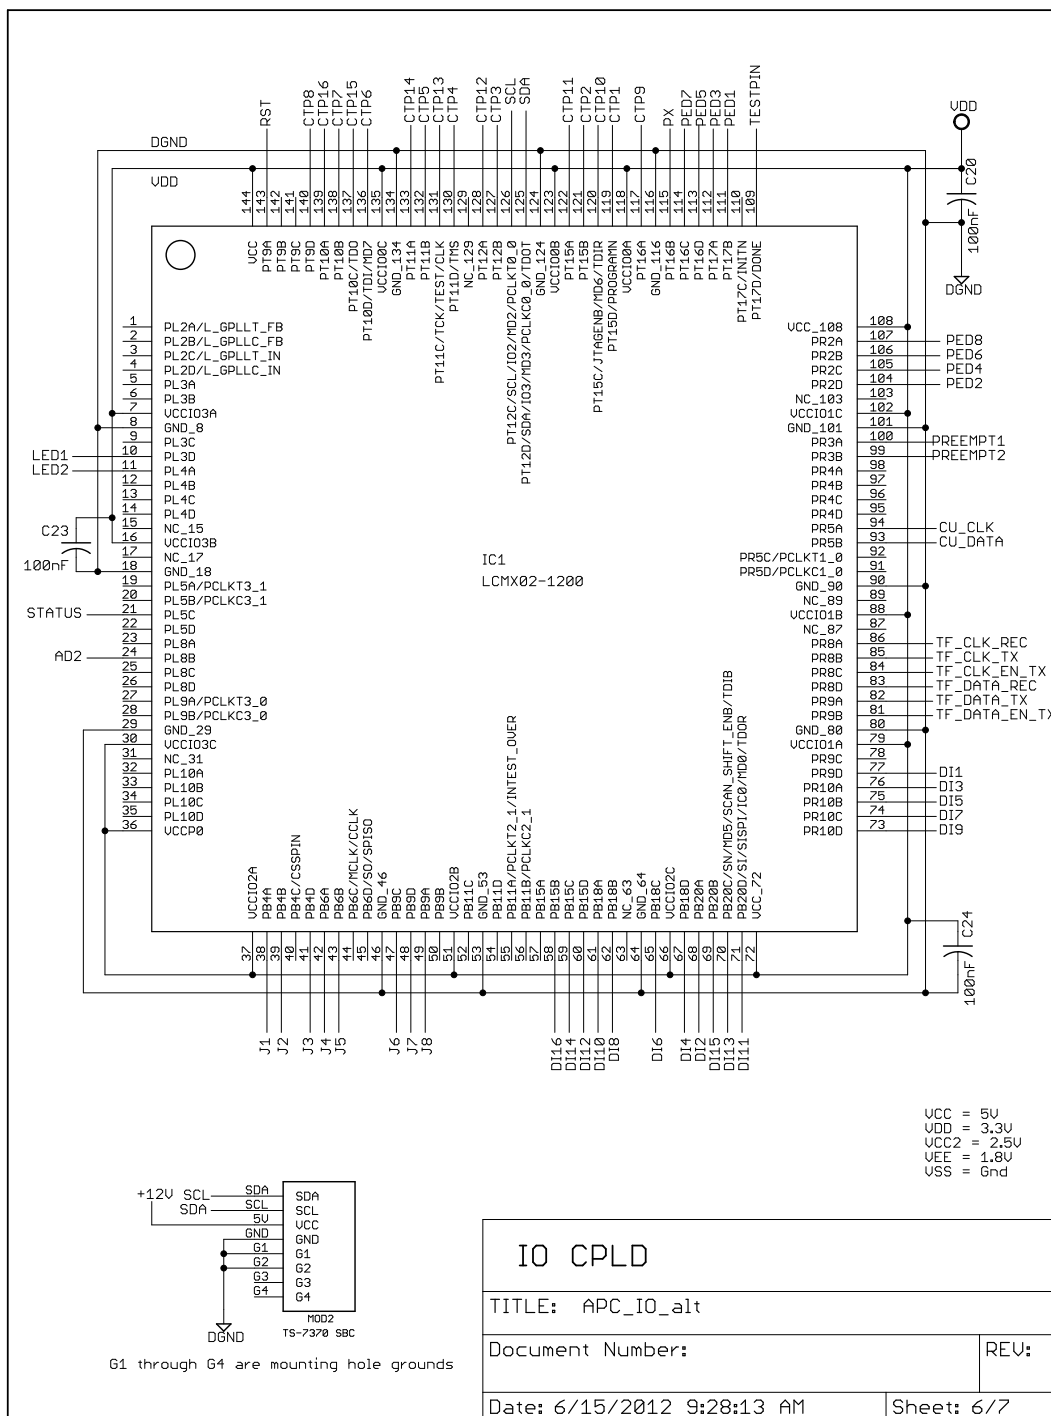 RST
CTP8
CTP16
CTP7
CTP15
CTP6
CTP14
CTP5
CTP13
CTP4
CTP12
CTP3
SCL
SDA
CTP11
CTP2
CTP10
CTP1
CTP9
PX
PED7
PED5
PED3
PED1
TESTPIN
VDD
DGND
VDD
C20
100nF
DGND
144 143 142 141 140 139 138 137 136 135 134 133 132 131 130 129 128 127 126 125 124 123 122 121 120 119 118 117 116 115 114 113 112 111 110 109
VCC
PT9A
PT9B
PT9C
PT9D
PT10A
PT10B
PT10C/TDO
PT10D/TDI/MD7
VCCIO0C
GND_134
PT11A
PT11B
PT11C/TCK/TEST/CLK
PT11D/TMS
NC_129
PT12A
PT12B
PT12C/SCL/IO2/MD2/PCLKT0_0
PT12D/SDA/IO3/MD3/PCLKC0_0/TDOT
GND_124
VCCIO0B
PT15A
PT15B
PT15C/JTAGENB/MD6/TDIR
PT15D/PROGRAMN
VCCIO0A
PT16A
GND_116
PT16B
PT16C
PT16D
PT17A
PT17B
PT17C/INITN
PT17D/DONE
1 PL2A/L_GPLLT_FB
2 PL2B/L_GPLLC_FB
3 PL2C/L_GPLLT_IN
4 PL2D/L_GPLLC_IN
5 PL3A
6 PL3B
7 VCCIO3A
8 GND_8
9 PL3C
LED1 10 PL3D
LED2 11 PL4A
12 PL4B
13 PL4C
14 PL4D
15 NC_15
16 VCCIO3B
17 NC_17
18 GND_18
C23
100nF
19 PL5A/PCLKT3_1
20 PL5B/PCLKC3_1
STATUS 21 PL5C
22 PL5D
23 PL8A
AD2 24 PL8B
25 PL8C
26 PL8D
27 PL9A/PCLKT3_0
28 PL9B/PCLKC3_0
29 GND_29
30 VCCIO3C
31 NC_31
32 PL10A
33 PL10B
34 PL10C
35 PL10D
36 VCCP0
IC1
LCMX02-1200
VCC_108 108
PR2A 107 PED8
PR2B 106 PED6
PR2C 105 PED4
PR2D 104 PED2
NC_103 103
VCCIO1C 102
GND_101 101
PR3A 100 PREEMPT1
PR3B 99 PREEMPT2
PR4A 98
PR4B 97
PR4C 96
PR4D 95
PR5A 94 CU_CLK
PR5B 93 CU_DATA
PR5C/PCLKT1_0 92
PR5D/PCLKC1_0 91
GND_90 90
NC_89 89
VCCIO1B 88
NC_87 87
PR8A 86 TF_CLK_REC
PR8B 85 TF_CLK_TX
PR8C 84 TF_CLK_EN_TX
PR8D 83 TF_DATA_REC
PR9A 82 TF_DATA_TX
PR9B 81 TF_DATA_EN_TX
GND_80 80
VCCIO1A 79
PR9C 78
PR9D 77 DI1
PR10A 76 DI3
PR10B 75 DI5
PR10C 74 DI7
PR10D 73 DI9
VCCIO2A
PB4A
PB4B
PB4C/CSSPIN
PB4D
PB6A
PB6B
PB6C/MCLK/CCLK
PB6D/SO/SPISO
GND_46
PB9C
PB9D
PB9A
PB9B
VCCIO2B
PB11C
GND_53
PB11D
PB11A/PCLKT2_1/INTEST_OVER
PB11B/PCLKC2_1
PB15A
PB15B
PB15C
PB15D
PB18A
PB18B
NC_63
GND_64
PB18C
VCCIO2C
PB18D
PB20A
PB20B
PB20C/SN/MD5/SCAN_SHIFT_ENB/TDIB
PB20D/SI/SISPI/IC0/MD0/TDOR
VCC_72
37 38 39 40 41 42 43 44 45 46 47 48 49 50 51 52 53 54 55 56 57 58 59 60 61 62 63 64 65 66 67 68 69 70 71 72
C24
100nF
J1
J2
J3
J4
J5
J6
J7
J8
DI16
DI14
DI12
DI10
DI8
DI6
DI4
DI2
DI15
DI13
DI11
VCC = 5V
VDD = 3.3V
VCC2 = 2.5V
VEE = 1.8V
VSS = Gnd
+12V SCL SDA SDA
SDA SCL SCL
5V VCC
GND GND
G1 G1
G2 G2
G3 G3
G4 G4
MOD2
TS-7370 SBC
DGND
G1 through G4 are mounting hole grounds
IO CPLD
TITLE: APC_IO_alt
Document Number:
REV:
Date: 6/15/2012 9:28:13 AM
Sheet: 6/7